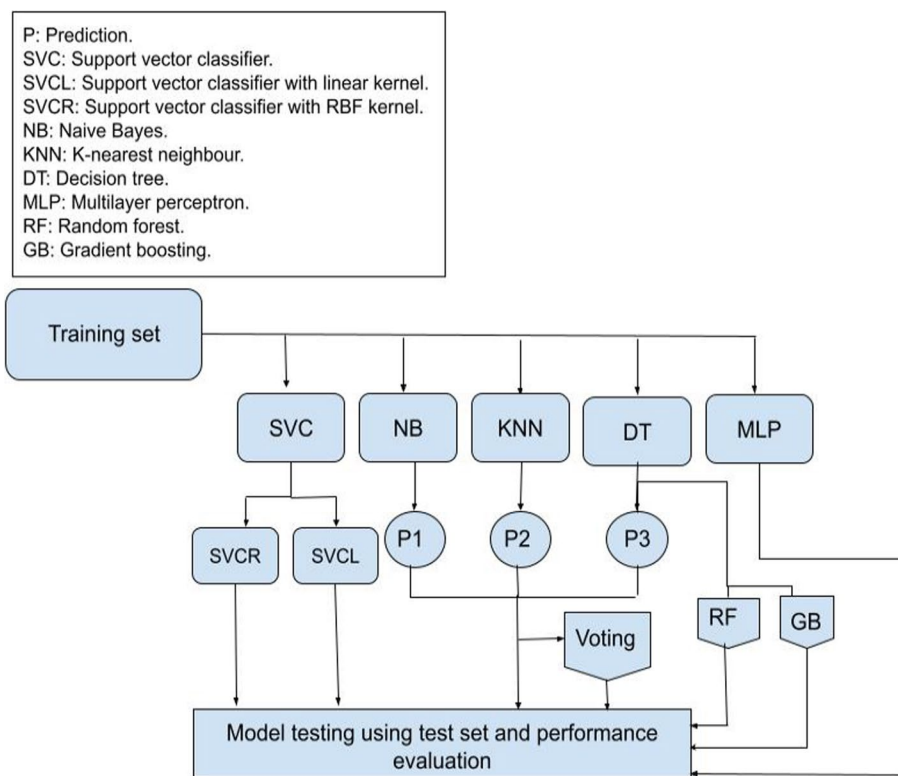 P: Prediction.
SVC: Support vector classifier.
SVCL: Support vector classifier with linear kernel.
SVCR: Support vector classifier with RBF kernel.
NB: Naive Bayes.
KNN: K-nearest neighbour.
DT: Decision tree.
MLP: Multilayer perceptron.
RF: Random forest.
GB: Gradient boosting.
Training set
SVC
NB
KNN
DT
MLP
SVCR
SVCL
P1
P2
P3
Voting
RF
GB
Model testing using test set and performance
evaluation